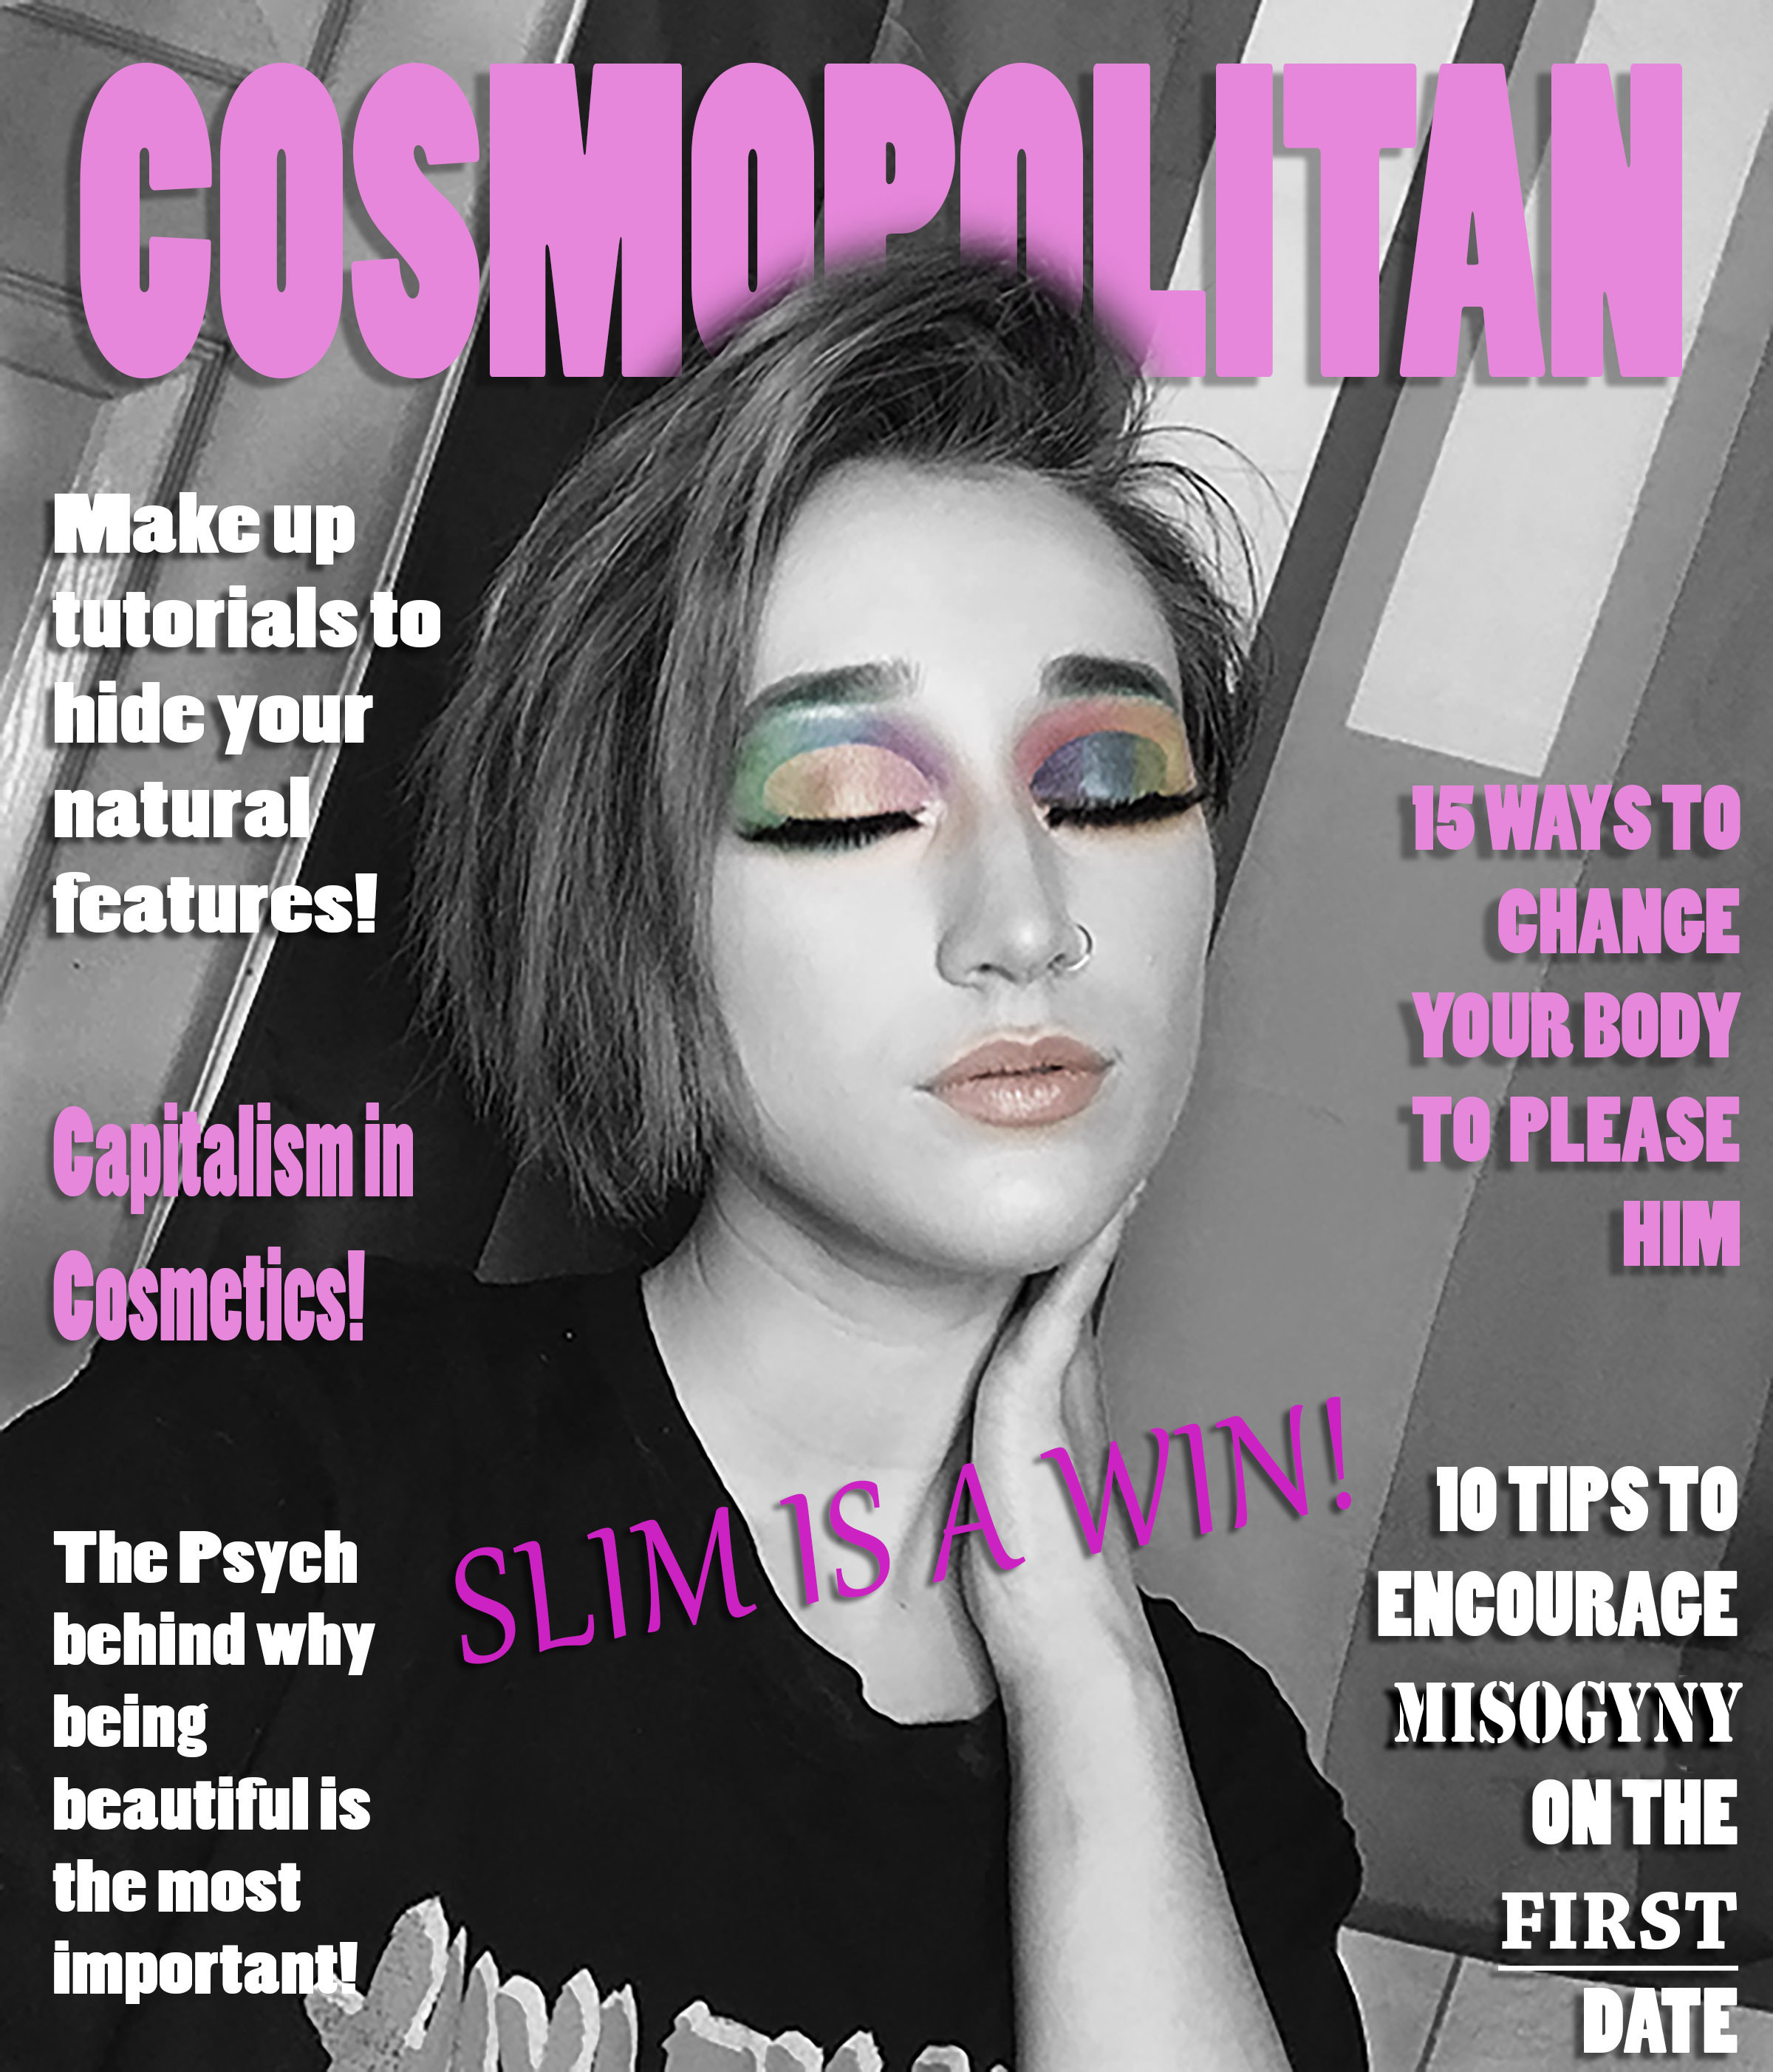 COSMOPOLITAN
Make up
tutorials to
hide your
natural
features!
15 WAYS TO
CHANGE
YOUR BODY
TO PLEASE
HIM
Capitalism in
Cosmetics!
SLIM IS A WIN!
The Psych
behind why
being
beautiful is
the most
important!
10 TIPS TO
ENCOURAGE
MISOGYNY
ON THE
FIRST
DATE